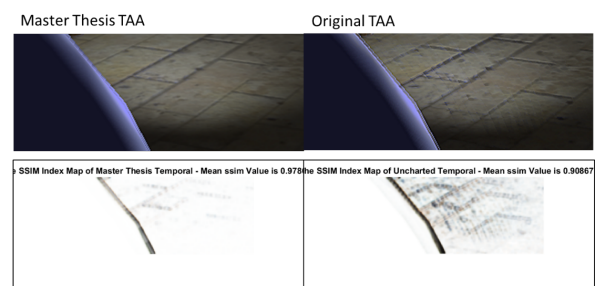 Master Thesis TAA
Original TAA
SSIM Index Map of Master Thesis Temporal - Mean ssim Value is 0.978
SSIM Index Map of Uncharted Temporal - Mean ssim Value is 0.90867